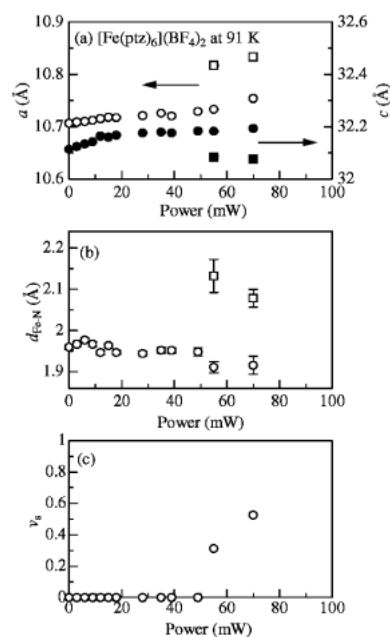 (a) [Fe(ptz)₆](BF₄)₂ at 91 K
10.9
10.8
10.7
10.6
a (Å)
32.6
32.4
32.2
32
c (Å)
0 20 40 60 80 100
Power (mW)
(b)
2.2
2.1
2
1.9
d_Fe-N (Å)
0 20 40 60 80 100
Power (mW)
(c)
1
0.8
0.6
0.4
0.2
0
v_s
0 20 40 60 80 100
Power (mW)